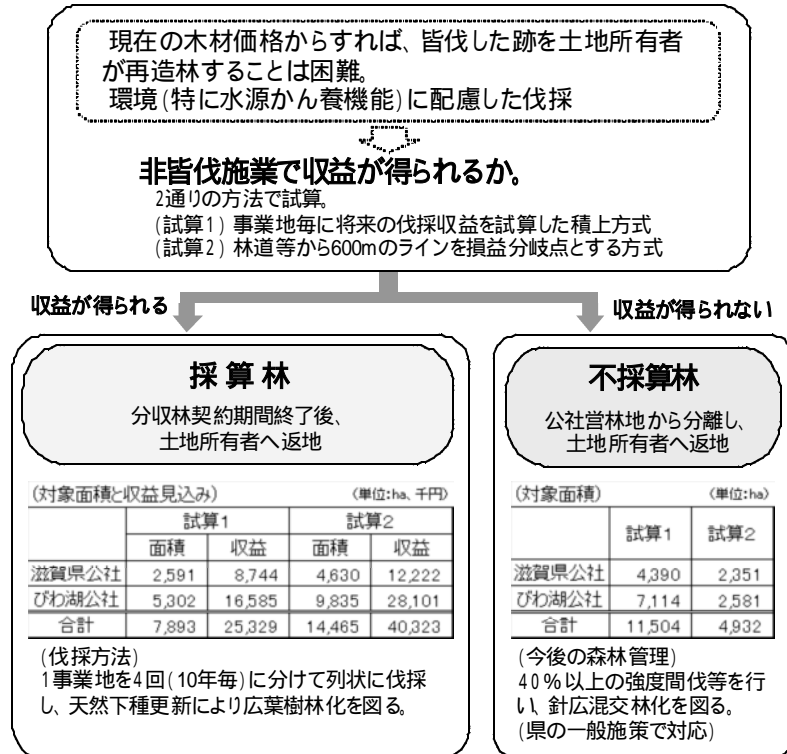 現在の木材価格からすれば、皆伐した跡を土地所有者
が再造林することは困難。
環境(特に水源かん養機能)に配慮した伐採
非皆伐施業で収益が得られるか。
2通りの方法で試算。
(試算1) 事業地毎に将来の伐採収益を試算した積上方式
(試算2) 林道等から600mのラインを損益分岐点とする方式
収益が得られる
収益が得られない
採算林
分収林契約期間終了後、
土地所有者へ返地
(対象面積と収益見込み) (単位:ha、千円)
試算1 試算2
面積 収益 面積 収益
滋賀県公社 2,591 8,744 4,630 12,222
びわ湖公社 5,302 16,585 9,835 28,101
合計 7,893 25,329 14,465 40,323
(伐採方法)
1事業地を4回(10年毎)に分けて列状に伐採
し、天然下種更新により広葉樹林化を図る。
不採算林
公社営林地から分離し、
土地所有者へ返地
(対象面積) (単位:ha)
試算1 試算2
滋賀県公社 4,390 2,351
びわ湖公社 7,114 2,581
合計 11,504 4,932
(今後の森林管理)
40%以上の強度間伐等を行
い、針広混交林化を図る。
(県の一般施策で対応)